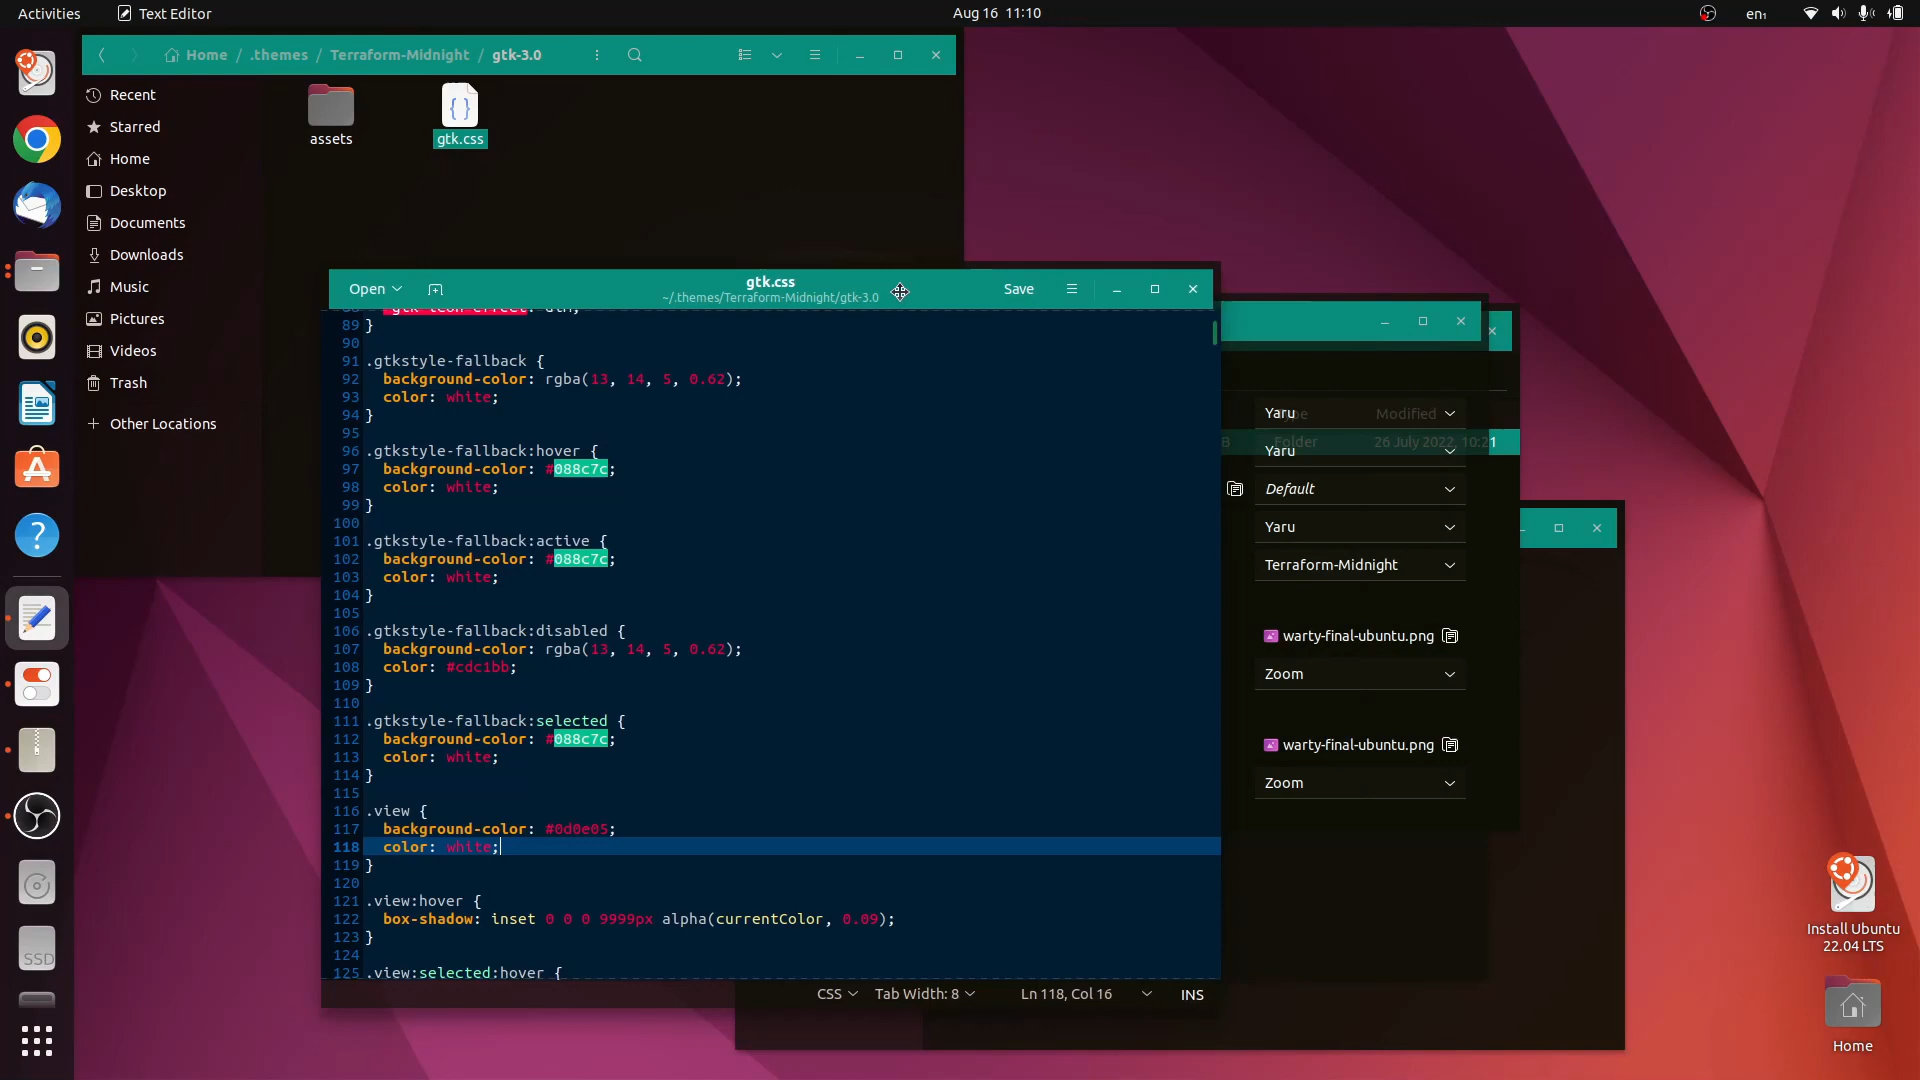 Activities
Text Editor
Aug 16 11:10
en₁
Home / .themes / Terraform-Midnight / gtk-3.0
Recent
Starred
Home
Desktop
Documents
Downloads
Music
Pictures
Videos
Trash
Other Locations
assets
gtk.css
Open
gtk.css
~/.themes/Terraform-Midnight/gtk-3.0
Save
89 }
90
91 .gtkstyle-fallback {
92 background-color: rgba(13, 14, 5, 0.62);
93 color: white;
94 }
95
96 .gtkstyle-fallback:hover {
97 background-color: #088c7c;
98 color: white;
99 }
100
101 .gtkstyle-fallback:active {
102 background-color: #088c7c;
103 color: white;
104 }
105
106 .gtkstyle-fallback:disabled {
107 background-color: rgba(13, 14, 5, 0.62);
108 color: #cdc1bb;
109 }
110
111 .gtkstyle-fallback:selected {
112 background-color: #088c7c;
113 color: white;
114 }
115
116 .view {
117 background-color: #0d0e05;
118 color: white;
119 }
120
121 .view:hover {
122 box-shadow: inset 0 0 0 9999px alpha(currentColor, 0.09);
123 }
124
125 .view:selected:hover {
CSS
Tab Width: 8
Ln 118, Col 16
INS
Yaru
Modified
B
Folder
26 July 2022, 10:21
Yaru
Default
Yaru
Terraform-Midnight
warty-final-ubuntu.png
Zoom
warty-final-ubuntu.png
Zoom
SSD
Install Ubuntu
22.04 LTS
Home